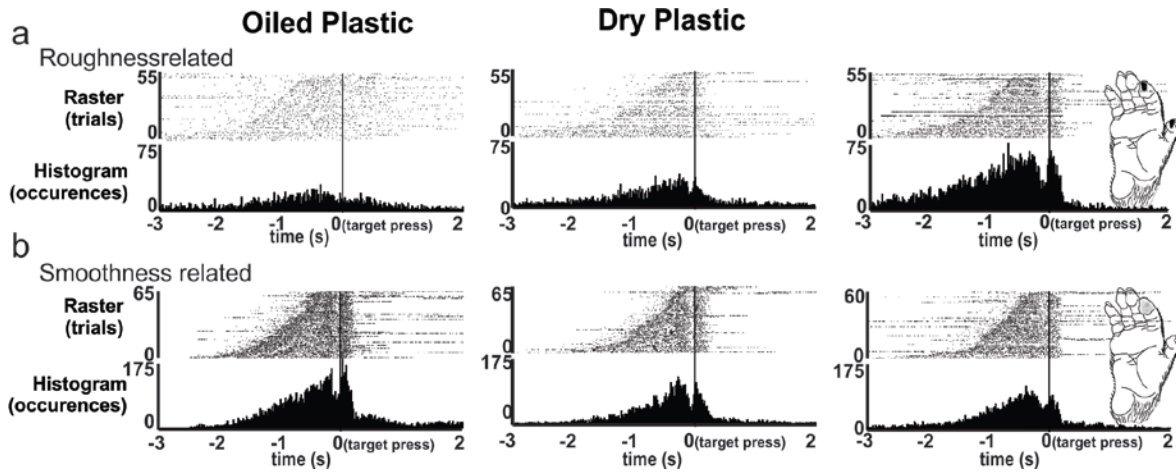 Oiled Plastic Dry Plastic
a
Roughnessrelated
Raster (trials) 55 0 55 0 55 0
Histogram (occurences) 75 0 75 0 75 0
-3 -2 -1 0(target press) 2 -3 -2 -1 0(target press) 2 -3 -2 -1 0(target press) 2
time (s) time (s) time (s)
b
Smoothness related
Raster (trials) 65 0 65 0 60 0
Histogram (occurences) 175 0 175 0 175 0
-3 -2 -1 0(target press) 2 -3 -2 -1 0(target press) 2 -3 -2 -1 0(target press) 2
time (s) time (s) time (s)